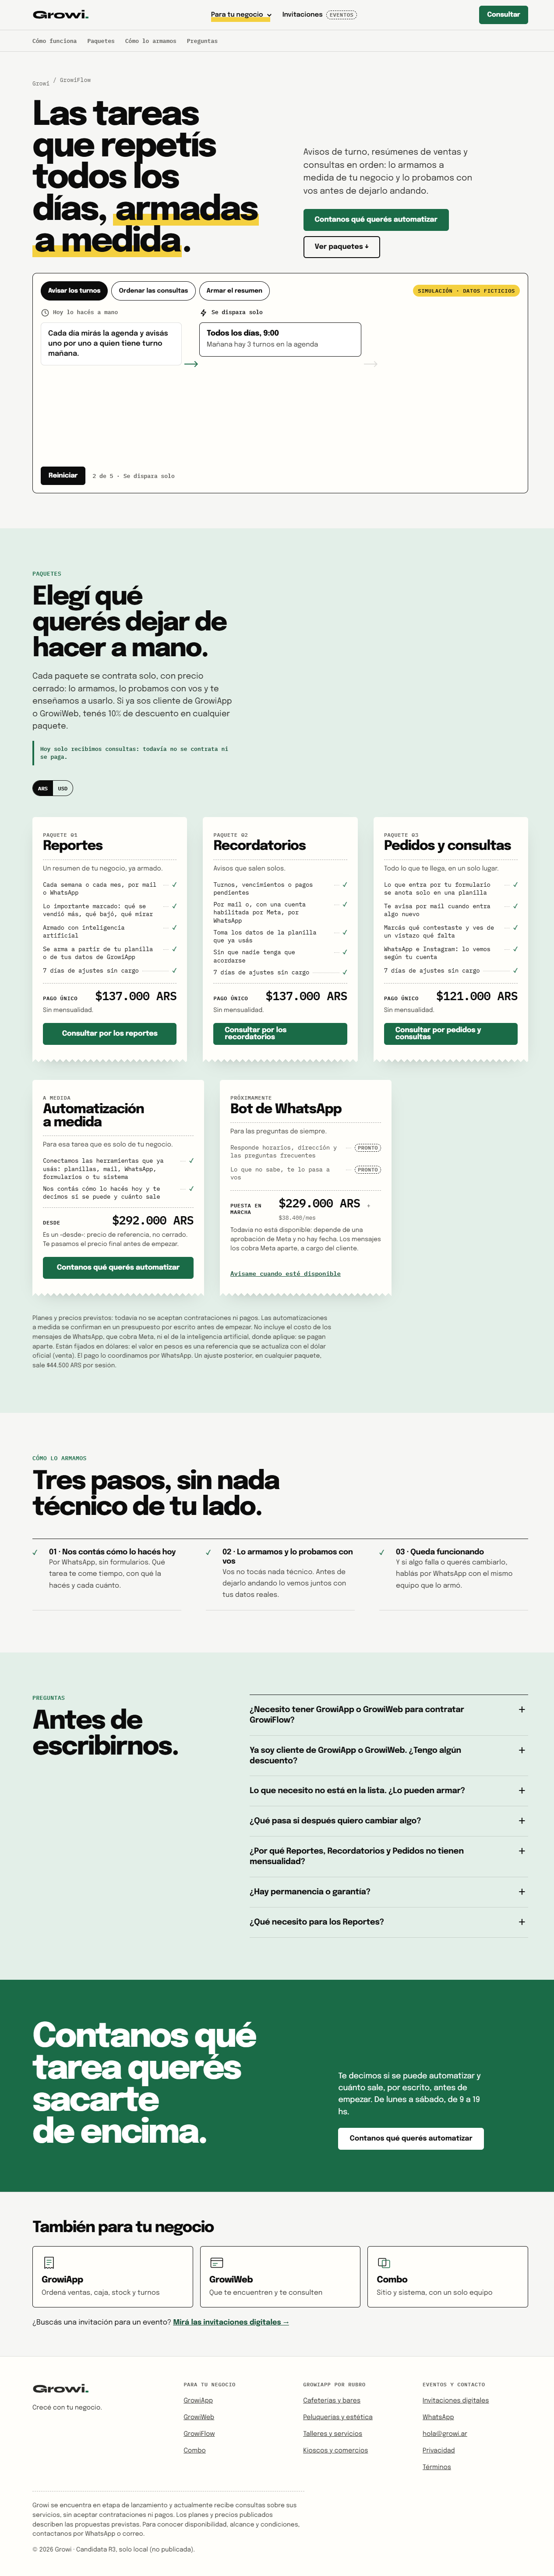 Growi.
Para tu negocio
Invitaciones
EVENTOS
Consultar
Cómo funciona
Paquetes
Cómo lo armamos
Preguntas
Growi / GrowiFlow
Las tareas
que repetís
todos los
días, armadas
a medida.
Avisos de turno, resúmenes de ventas y
consultas en orden: lo armamos a
medida de tu negocio y lo probamos con
vos antes de dejarlo andando.
Contanos qué querés automatizar
Ver paquetes ↓
Avisar los turnos
Ordenar las consultas
Armar el resumen
SIMULACIÓN · DATOS FICTICIOS
Hoy lo hacés a mano
Cada día mirás la agenda y avisás
uno por uno a quien tiene turno
mañana.
Se dispara solo
Todos los días, 9:00
Mañana hay 3 turnos en la agenda
Reiniciar
2 de 5 · Se dispara solo
PAQUETES
Elegí qué
querés dejar de
hacer a mano.
Cada paquete se contrata solo, con precio
cerrado: lo armamos, lo probamos con vos y te
enseñamos a usarlo. Si ya sos cliente de GrowiApp
o GrowiWeb, tenés 10% de descuento en cualquier
paquete.
Hoy solo recibimos consultas: todavía no se contrata ni
se paga.
ARS
USD
PAQUETE 01
Reportes
Un resumen de tu negocio, ya armado.
Cada semana o cada mes, por mail
o WhatsApp
Lo importante marcado: qué se
vendió más, qué bajó, qué mirar
Armado con inteligencia
artificial
Se arma a partir de tu planilla
o de tus datos de GrowiApp
7 días de ajustes sin cargo
PAGO ÚNICO
$137.000 ARS
Sin mensualidad.
Consultar por los reportes
PAQUETE 02
Recordatorios
Avisos que salen solos.
Turnos, vencimientos o pagos
pendientes
Por mail o, con una cuenta
habilitada por Meta, por
WhatsApp
Toma los datos de la planilla
que ya usás
Sin que nadie tenga que
acordarse
7 días de ajustes sin cargo
PAGO ÚNICO
$137.000 ARS
Sin mensualidad.
Consultar por los
recordatorios
PAQUETE 03
Pedidos y consultas
Todo lo que te llega, en un solo lugar.
Lo que entra por tu formulario
se anota solo en una planilla
Te avisa por mail cuando entra
algo nuevo
Marcás qué contestaste y ves de
un vistazo qué falta
WhatsApp e Instagram: lo vemos
según tu cuenta
7 días de ajustes sin cargo
PAGO ÚNICO
$121.000 ARS
Sin mensualidad.
Consultar por pedidos y
consultas
A MEDIDA
Automatización
a medida
Para esa tarea que es solo de tu negocio.
Conectamos las herramientas que ya
usás: planillas, mail, WhatsApp,
formularios o tu sistema
Nos contás cómo lo hacés hoy y te
decimos si se puede y cuánto sale
DESDE
$292.000 ARS
Es un «desde»: precio de referencia, no cerrado.
Te pasamos el precio final antes de empezar.
Contanos qué querés automatizar
PRÓXIMAMENTE
Bot de WhatsApp
Para las preguntas de siempre.
Responde horarios, dirección y
las preguntas frecuentes
PRONTO
Lo que no sabe, te lo pasa a
vos
PRONTO
PUESTA EN
MARCHA
$229.000 ARS +
$30.400/mes
Todavía no está disponible: depende de una
aprobación de Meta y no hay fecha. Los mensajes
los cobra Meta aparte, a cargo del cliente.
Avisame cuando esté disponible
Planes y precios previstos: todavía no se aceptan contrataciones ni pagos. Las automatizaciones
a medida se confirman en un presupuesto por escrito antes de empezar. No incluye el costo de los
mensajes de WhatsApp, que cobra Meta, ni el de la inteligencia artificial, donde aplique: se pagan
aparte. Están fijados en dólares: el valor en pesos es una referencia que se actualiza con el dólar
oficial (venta). El pago lo coordinamos por WhatsApp. Un ajuste posterior, en cualquier paquete,
sale $44.500 ARS por sesión.
CÓMO LO ARMAMOS
Tres pasos, sin nada
técnico de tu lado.
01 · Nos contás cómo lo hacés hoy
Por WhatsApp, sin formularios. Qué
tarea te come tiempo, con qué la
hacés y cada cuánto.
02 · Lo armamos y lo probamos con
vos
Vos no tocás nada técnico. Antes de
dejarlo andando lo vemos juntos con
tus datos reales.
03 · Queda funcionando
Y si algo falla o querés cambiarlo,
hablás por WhatsApp con el mismo
equipo que lo armó.
PREGUNTAS
Antes de
escribirnos.
¿Necesito tener GrowiApp o GrowiWeb para contratar
GrowiFlow?
Ya soy cliente de GrowiApp o GrowiWeb. ¿Tengo algún
descuento?
Lo que necesito no está en la lista. ¿Lo pueden armar?
¿Qué pasa si después quiero cambiar algo?
¿Por qué Reportes, Recordatorios y Pedidos no tienen
mensualidad?
¿Hay permanencia o garantía?
¿Qué necesito para los Reportes?
Contanos qué
tarea querés
sacarte
de encima.
Te decimos si se puede automatizar y
cuánto sale, por escrito, antes de
empezar. De lunes a sábado, de 9 a 19
hs.
Contanos qué querés automatizar
También para tu negocio
GrowiApp
Ordená ventas, caja, stock y turnos
GrowiWeb
Que te encuentren y te consulten
Combo
Sitio y sistema, con un solo equipo
¿Buscás una invitación para un evento? Mirá las invitaciones digitales →
Growi.
Crecé con tu negocio.
PARA TU NEGOCIO
GrowiApp
GrowiWeb
GrowiFlow
Combo
GROWIAPP POR RUBRO
Cafeterías y bares
Peluquerías y estética
Talleres y servicios
Kioscos y comercios
EVENTOS Y CONTACTO
Invitaciones digitales
WhatsApp
hola@growi.ar
Privacidad
Términos
Growi se encuentra en etapa de lanzamiento y actualmente recibe consultas sobre sus
servicios, sin aceptar contrataciones ni pagos. Los planes y precios publicados
describen las propuestas previstas. Para conocer disponibilidad, alcance y condiciones,
contactanos por WhatsApp o correo.
© 2026 Growi · Candidata R3, solo local (no publicada).